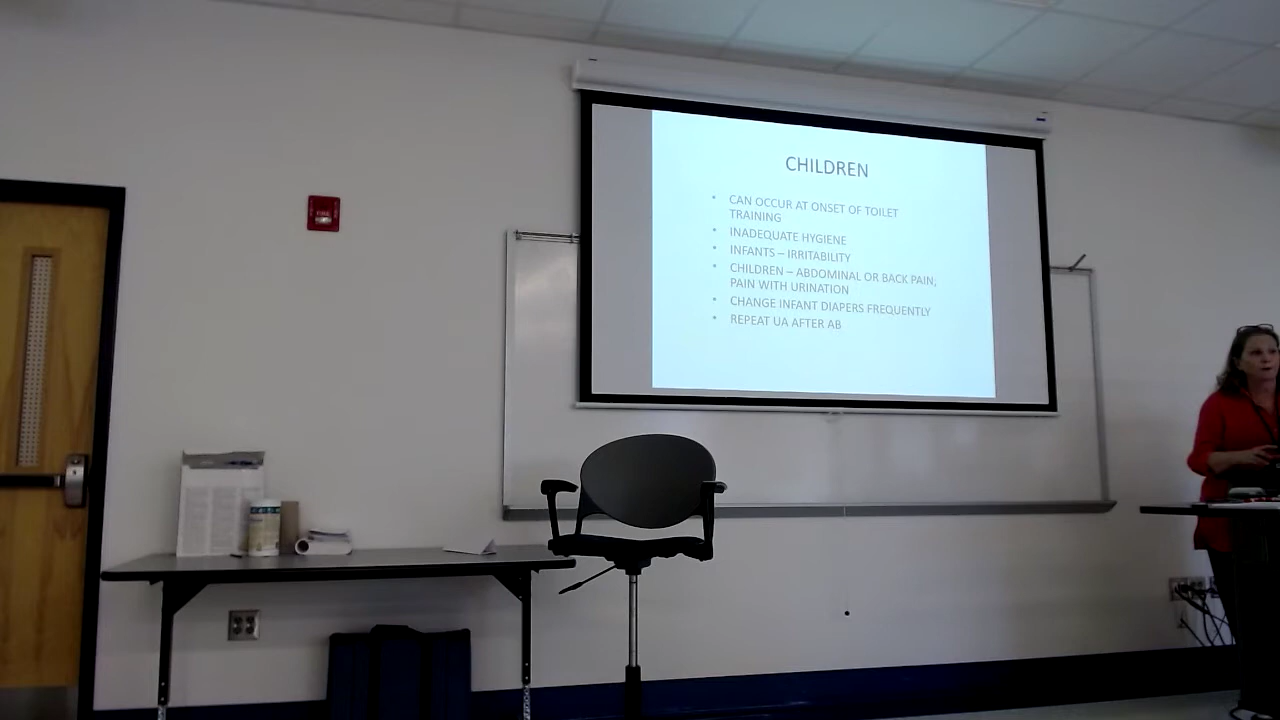 FIRE
CHILDREN
• CAN OCCUR AT ONSET OF TOILET
TRAINING
• INADEQUATE HYGIENE
• INFANTS – IRRITABILITY
• CHILDREN – ABDOMINAL OR BACK PAIN,
PAIN WITH URINATION
• CHANGE INFANT DIAPERS FREQUENTLY
• REPEAT UA AFTER AB